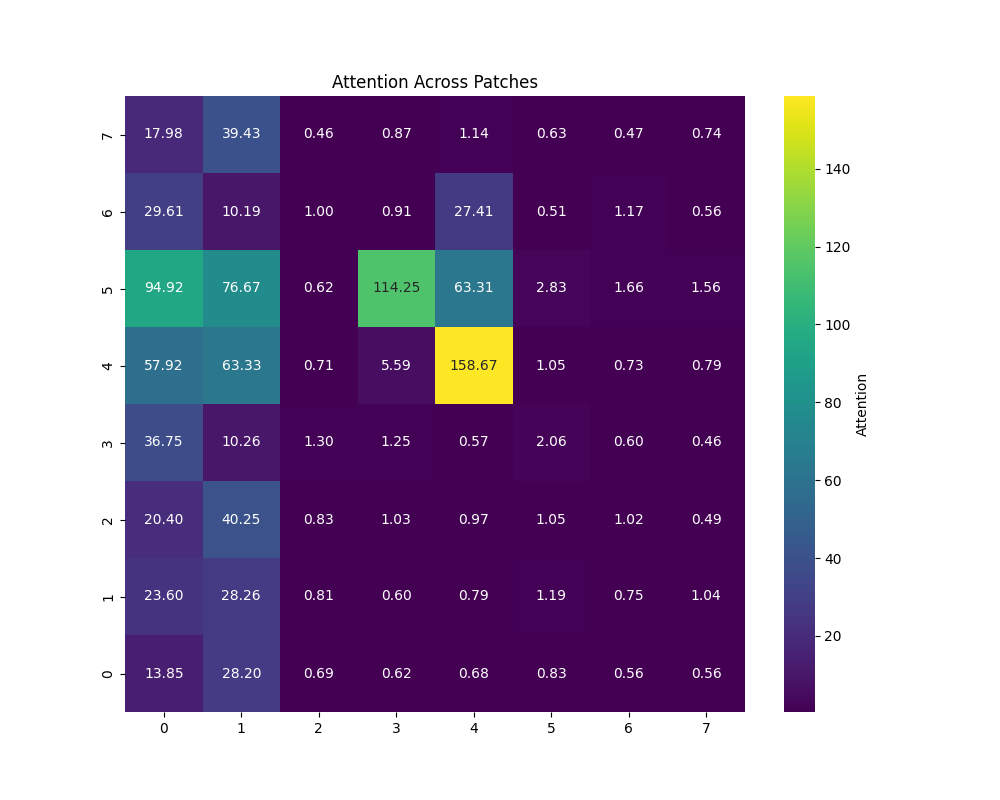 Attention Across Patches
7 17.98 39.43 0.46 0.87 1.14 0.63 0.47 0.74
6 29.61 10.19 1.00 0.91 27.41 0.51 1.17 0.56
5 94.92 76.67 0.62 114.25 63.31 2.83 1.66 1.56
4 57.92 63.33 0.71 5.59 158.67 1.05 0.73 0.79
3 36.75 10.26 1.30 1.25 0.57 2.06 0.60 0.46
2 20.40 40.25 0.83 1.03 0.97 1.05 1.02 0.49
1 23.60 28.26 0.81 0.60 0.79 1.19 0.75 1.04
0 13.85 28.20 0.69 0.62 0.68 0.83 0.56 0.56
0 1 2 3 4 5 6 7
140
120
100
80
60
40
20
Attention